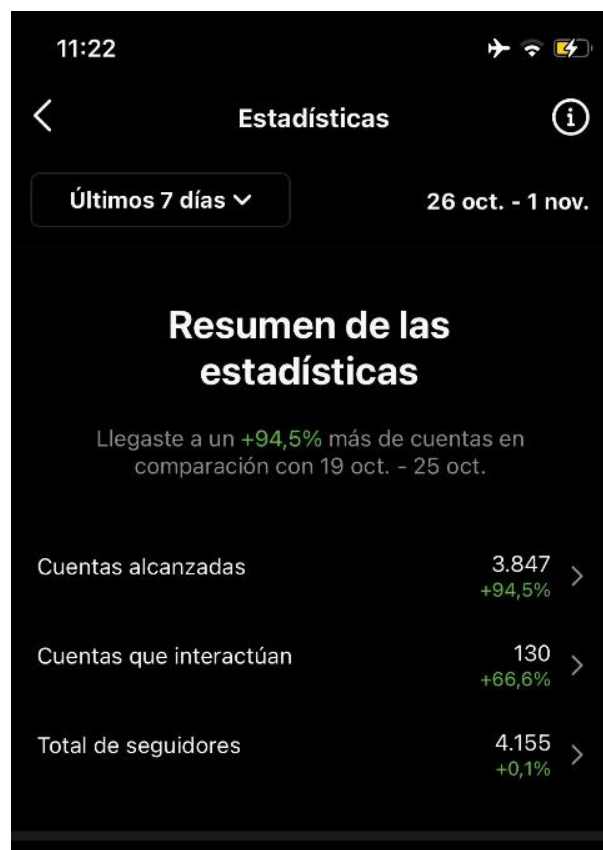 11:22
Estadísticas
Últimos 7 días
26 oct. - 1 nov.
Resumen de las
estadísticas
Llegaste a un +94,5% más de cuentas en
comparación con 19 oct. - 25 oct.
Cuentas alcanzadas
3.847
+94,5%
Cuentas que interactúan
130
+66,6%
Total de seguidores
4.155
+0,1%